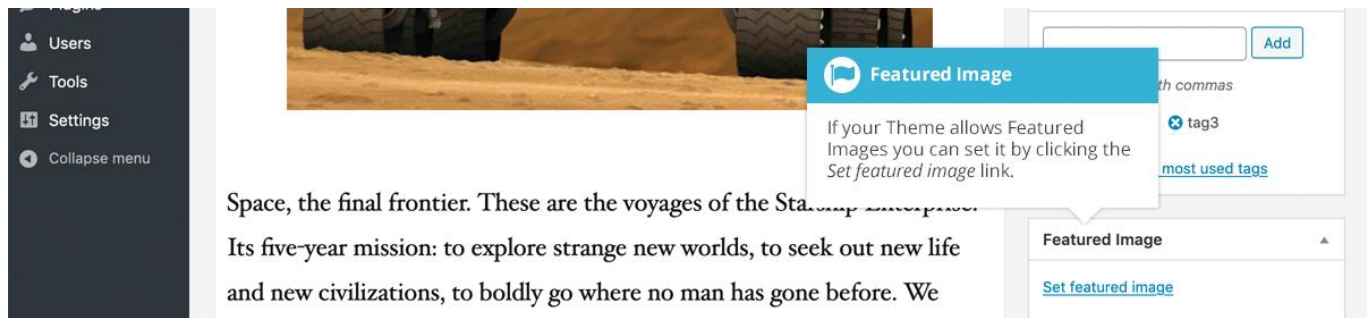 Plugins
Users
Tools
Settings
Collapse menu
Add
Featured Image
th commas
If your Theme allows Featured
Images you can set it by clicking the
Set featured image link.
tag3
most used tags
Space, the final frontier. These are the voyages of the Starship Enterprise.
Its five-year mission: to explore strange new worlds, to seek out new life
and new civilizations, to boldly go where no man has gone before. We
Featured Image
Set featured image